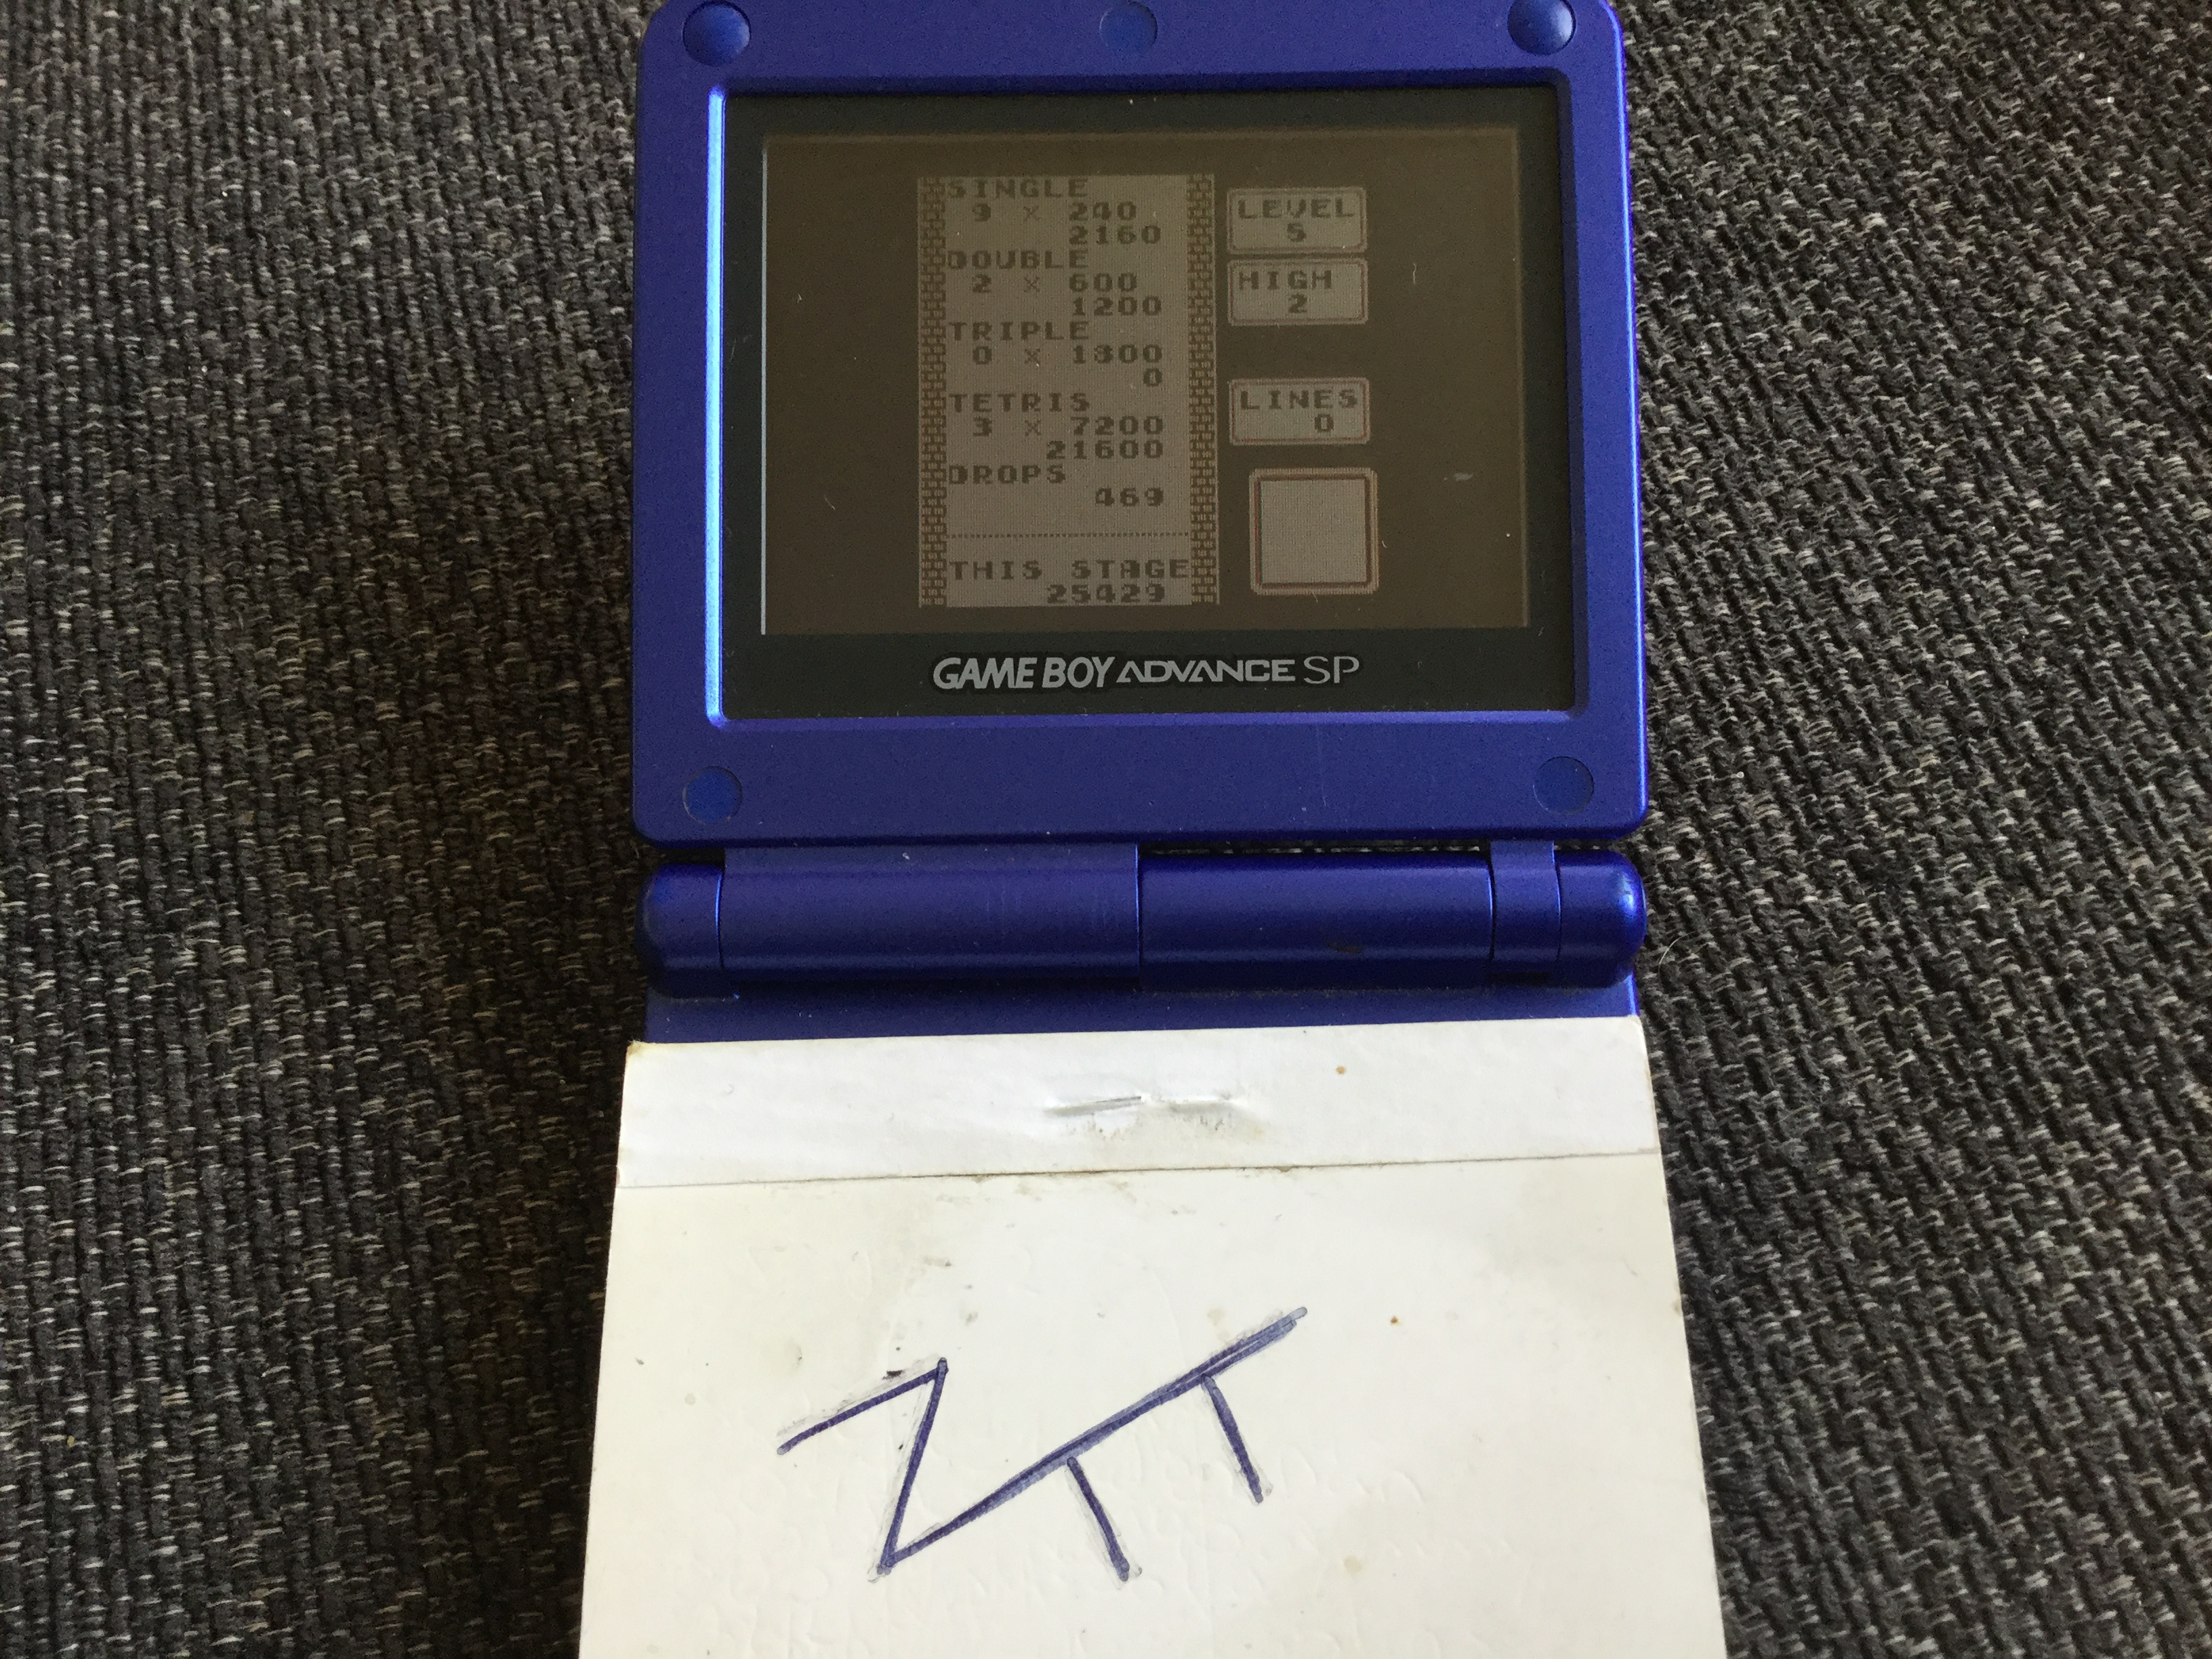 SINGLE
9 × 240
2160
DOUBLE
2 × 600
1200
TRIPLE
0 × 1800
0
TETRIS
3 × 7200
21600
DROPS
469
THIS STAGE
25429
LEVEL
5
HIGH
2
LINES
0
GAME BOY ADVANCE SP
ZTT